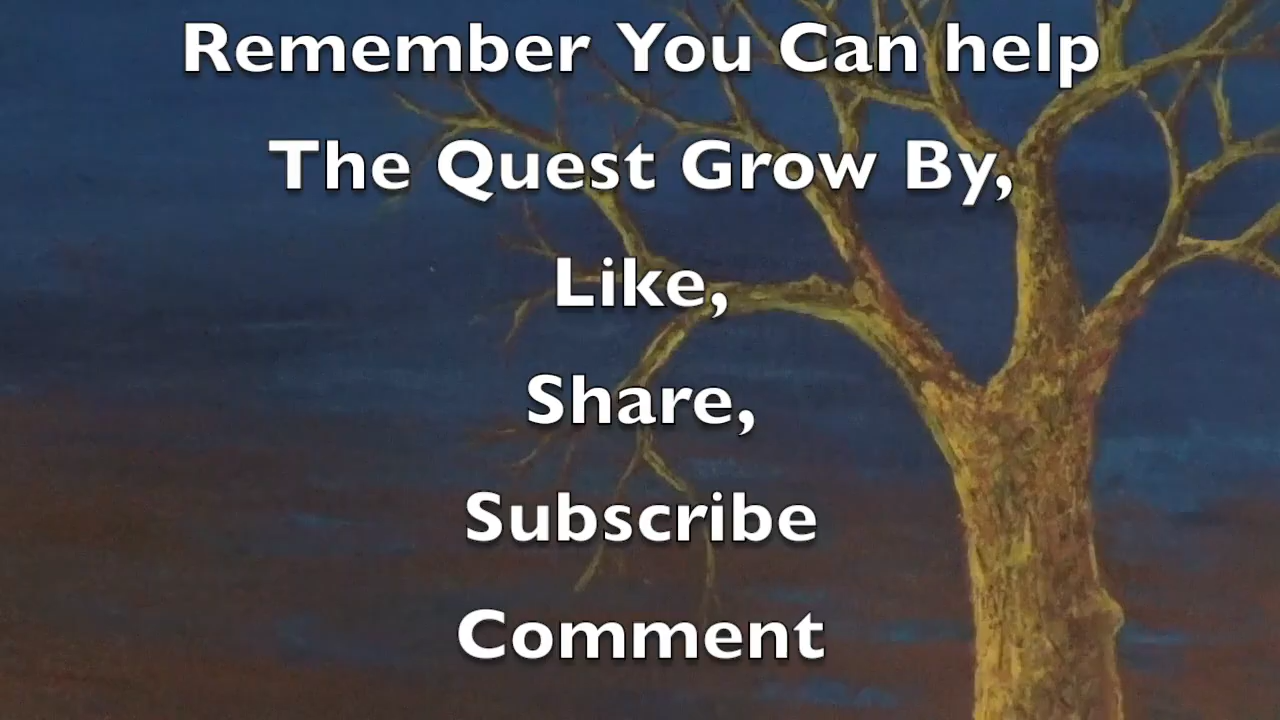 Remember You Can help
The Quest Grow By,
Like,
Share,
Subscribe
Comment